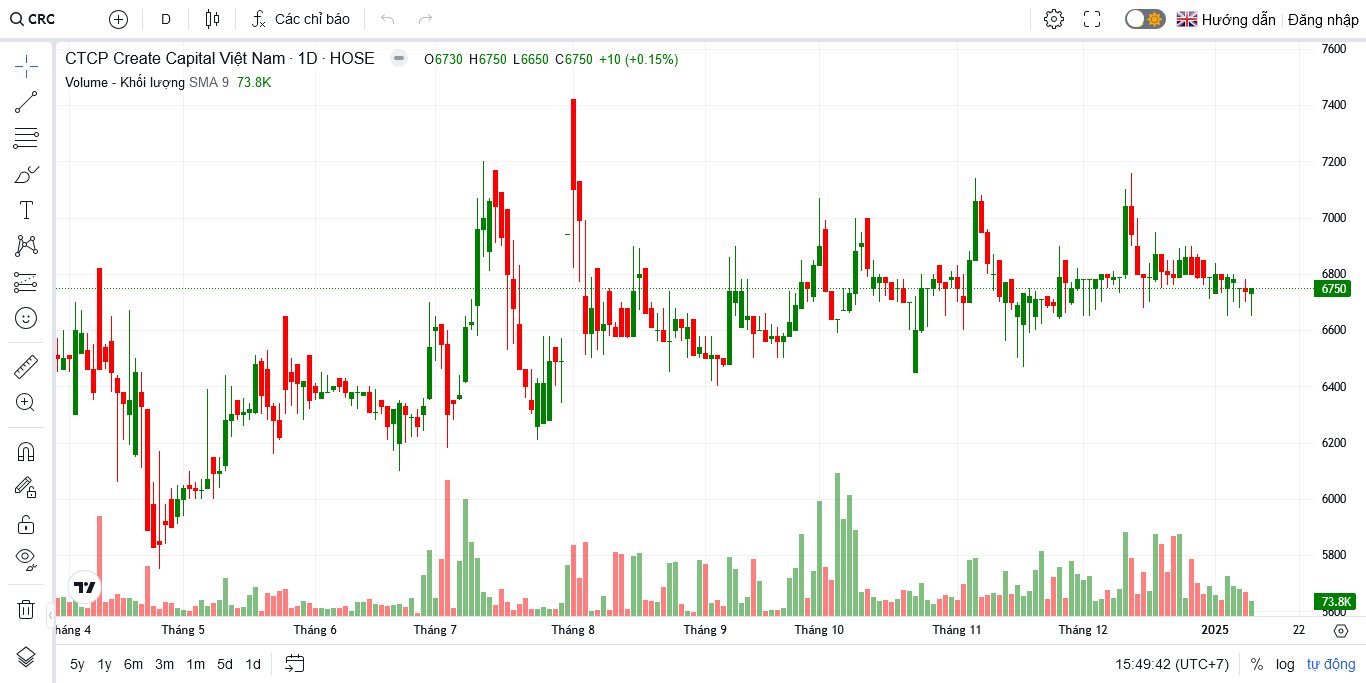 CRC D Các chỉ báo Hướng dẫn Đăng nhập
CTCP Create Capital Việt Nam · 1D · HOSE O6730 H6750 L6650 C6750 +10 (+0.15%)
Volume - Khối lượng SMA 9 73.8K
7600
7400
7200
7000
6800
6750
6600
6400
6200
6000
5800
73.8K
5600
háng 4 Tháng 5 Tháng 6 Tháng 7 Tháng 8 Tháng 9 Tháng 10 Tháng 11 Tháng 12 2025 22
5y 1y 6m 3m 1m 5d 1d 15:49:42 (UTC+7) % log tự động